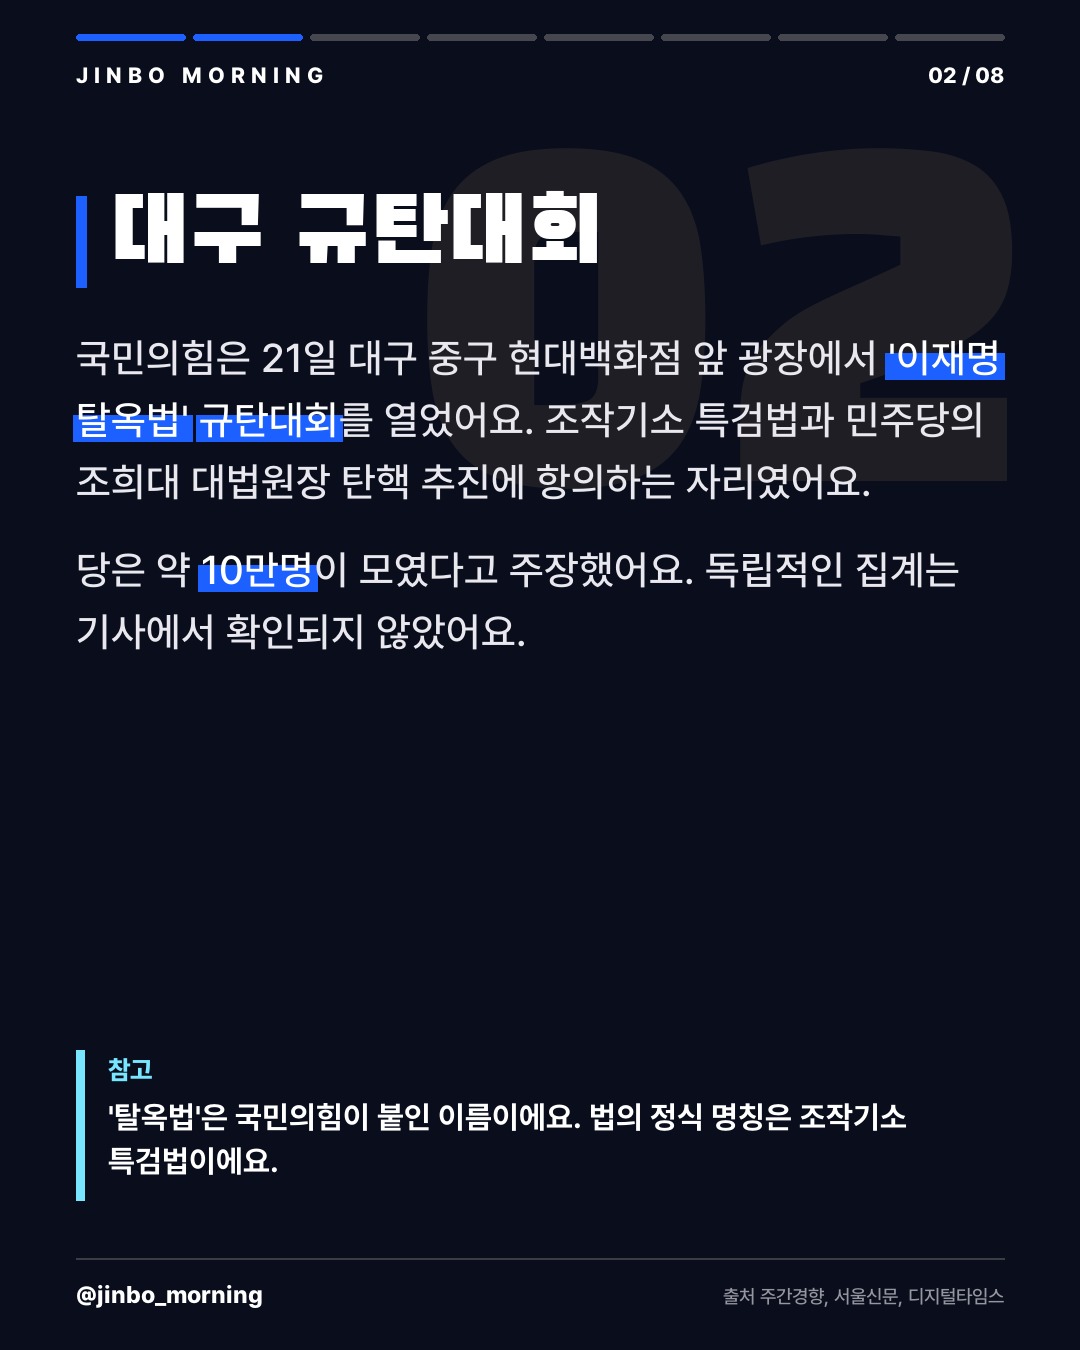 JINBO MORNING
02 / 08
02
대구 규탄대회
국민의힘은 21일 대구 중구 현대백화점 앞 광장에서 '이재명
탈옥법' 규탄대회를 열었어요. 조작기소 특검법과 민주당의
조희대 대법원장 탄핵 추진에 항의하는 자리였어요.
당은 약 10만명이 모였다고 주장했어요. 독립적인 집계는
기사에서 확인되지 않았어요.
참고
'탈옥법'은 국민의힘이 붙인 이름이에요. 법의 정식 명칭은 조작기소
특검법이에요.
@jinbo_morning
출처 주간경향, 서울신문, 디지털타임스